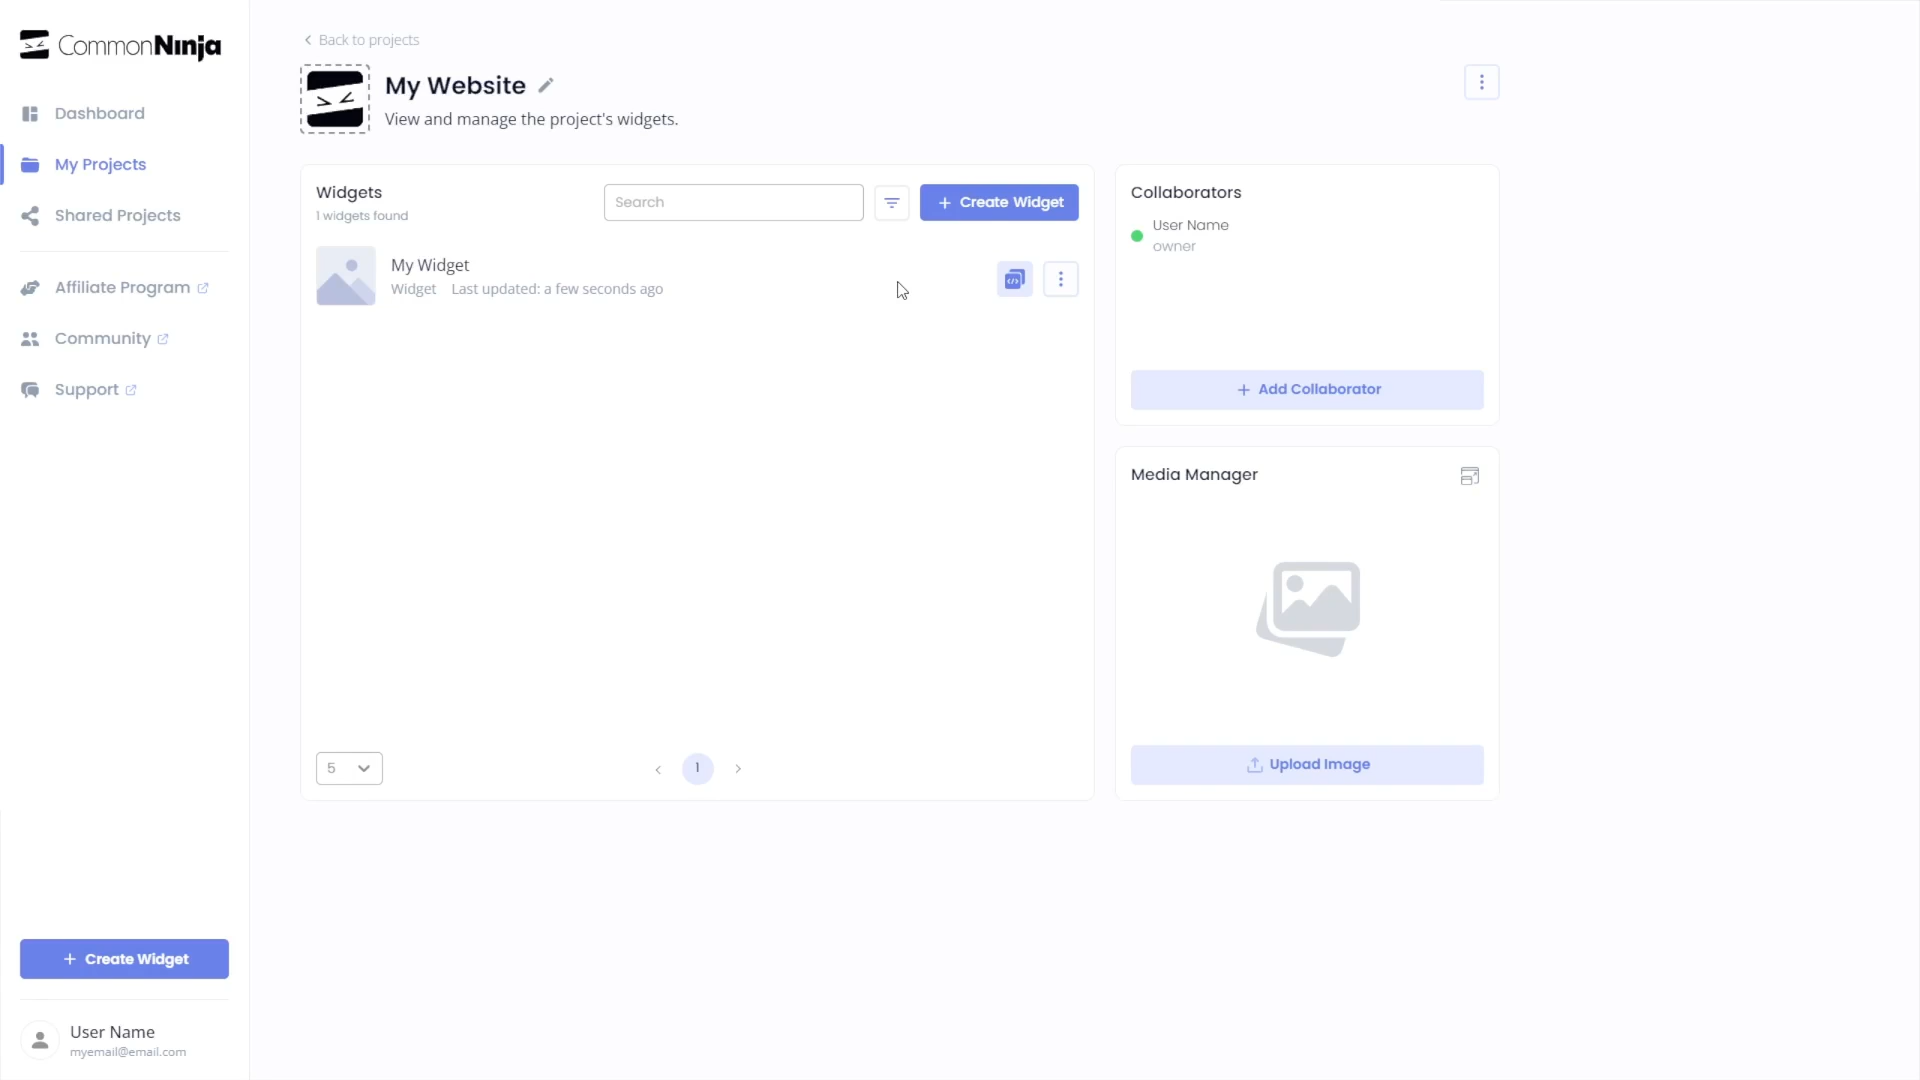 CommonNinja
Dashboard
My Projects
Shared Projects
Affiliate Program
Community
Support
Create Widget
User Name
myemail@email.com
Back to projects
My Website
View and manage the project's widgets.
Widgets
1 widgets found
Search
Create Widget
My Widget
Widget Last updated: a few seconds ago
5
1
Collaborators
User Name
owner
Add Collaborator
Media Manager
Upload Image